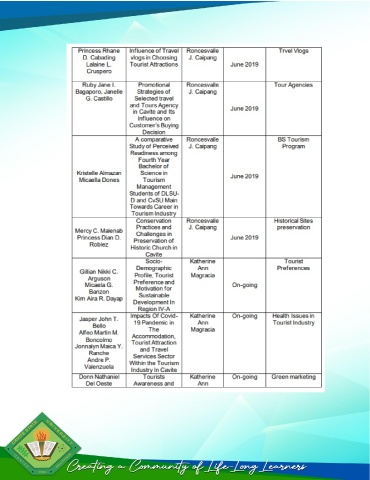 Princess Rhane Influence of Travel Roncesvalle Trvel Vlogs
D. Cabading vlogs in Choosing J. Caipang
Lalaine L. Tourist Attractions June 2019
Cruspero
Ruby Jane I. Promotional Roncesvalle Tour Agencies
Bagaporo, Janelle Strategies of J. Caipang
G. Castillo Selected travel
and Tours Agency June 2019
in Cavite and Its
Influence on
Customer's Buying
Decision
A comparative Roncesvalle BS Tourism
Study of Perceived J. Caipang Program
Readiness among
Fourth Year
Bachelor of
Kristelle Almazan Science in
Micaella Dones Tourism June 2019
Management
Students of DLSU-
D and CvSU Main
Towards Career in
Tourism Industry
Conservation Roncesvalle Historical Sites
Mercy C. Malenab Practices and J. Caipang preservation
Princess Dian D. Challenges in June 2019
Roblez Preservation of
Historic Church in
Cavite
Socio- Katherine Tourist
Gillian Nikki C. Demographic Ann Preferences
Arguson Profile, Tourist Magracia
Micaela G. Preference and On-going
Banzon Motivation for
Kim Aira R. Dayap Sustainable
Development In
Region IV-A
Jasper John T. Impacts Of Covid- Katherine On-going Health Issues in
Bello 19 Pandemic in Ann Tourist Industry
Alfeo Martin M. The Magracia
Boncolmo Accommodation,
Jonnalyn Maica Y. Tourist Attraction
Ranche and Travel
Andre P. Services Sector
Valenzuela Within the Tourism
Industry In Cavite
Donn Nathaniel Tourists Katherine On-going Green marketing
Del Oeste Awareness and Ann
Creating a Community of Life-Long Learners